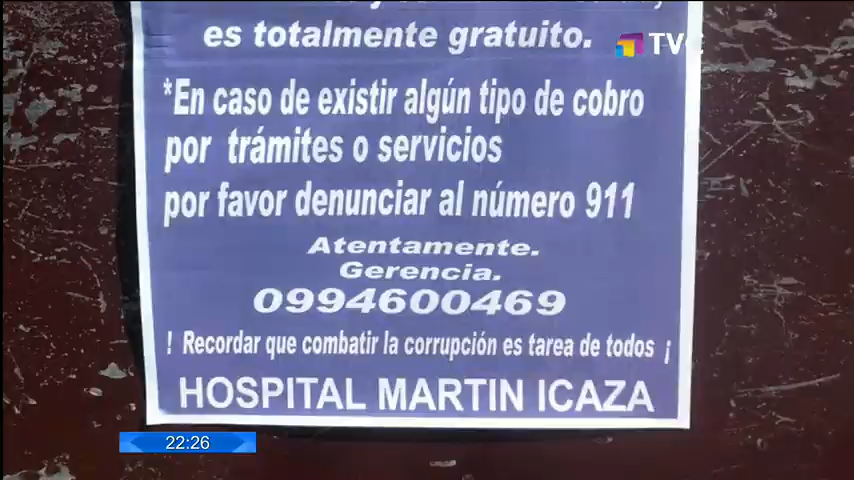 es totalmente gratuito.
TVC
*En caso de existir algún tipo de cobro
por trámites o servicios
por favor denunciar al número 911
Atentamente.
Gerencia.
0994600469
! Recordar que combatir la corrupción es tarea de todos ¡
HOSPITAL MARTIN ICAZA
22:26